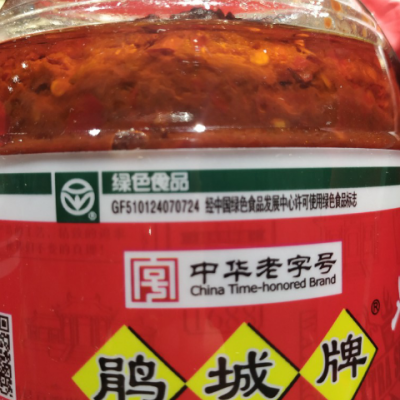 绿色食品
GF510124070724 经中国绿色食品发展中心许可使用绿色食品标志
中华老字号
China Time-honored Brand
鹃城牌